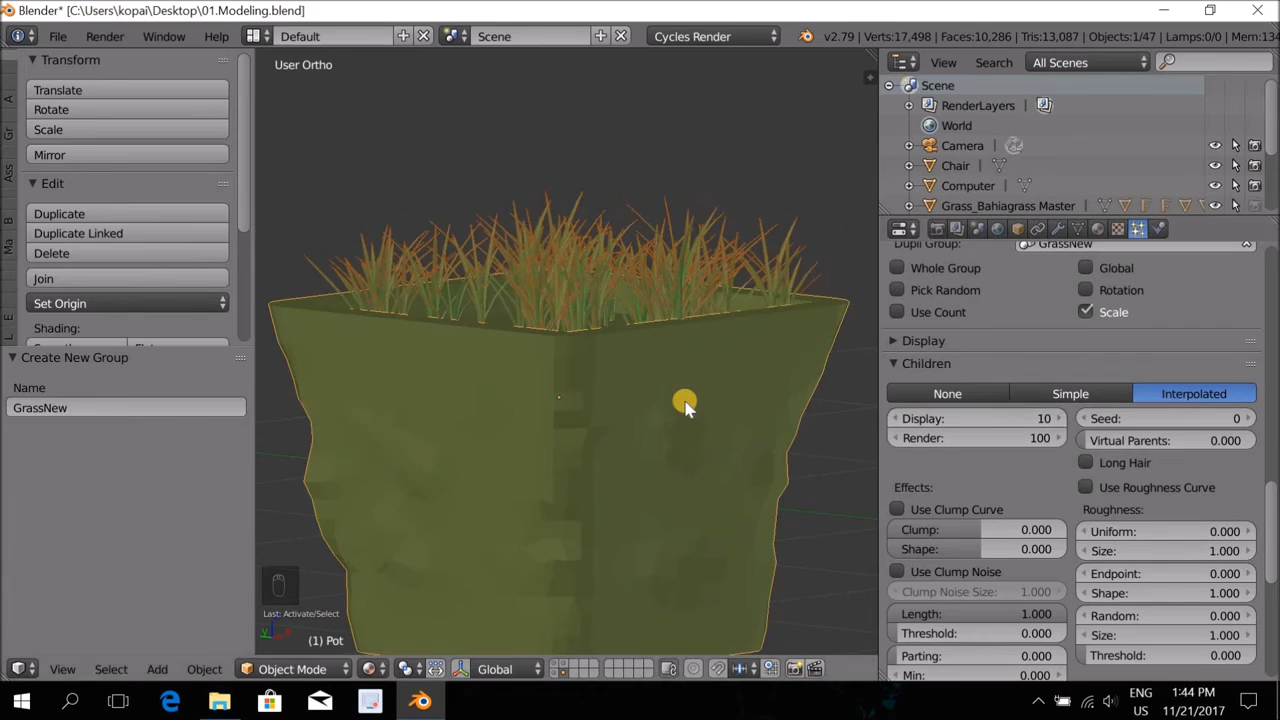 Blender* [C:\Users\kopai\Desktop\01.Modeling.blend]
File Render Window Help Default Scene Cycles Render v2.79 | Verts:17,498 | Faces:10,286 | Tris:13,087 | Objects:1/47 | Lamps:0/0 | Mem:134
Transform
Translate
Rotate
Scale
Mirror
Edit
Duplicate
Duplicate Linked
Delete
Join
Set Origin
Shading:
A
Gr
Ass
B
Ma
E
L
Create New Group
Name
GrassNew
User Ortho
Last: Activate/Select
y
(1) Pot
View Select Add Object Object Mode Global
View Search All Scenes
Scene
RenderLayers |
World
Camera |
Chair |
Computer |
Grass_Bahiagrass Master |
Dupli Group: GrassNew
Whole Group Global
Pick Random Rotation
Use Count Scale
Display
Children
None Simple Interpolated
Display: 10 Seed: 0
Render: 100 Virtual Parents: 0.000
Long Hair
Effects: Use Roughness Curve
Use Clump Curve Roughness:
Clump: 0.000 Uniform: 0.000
Shape: 0.000 Size: 1.000
Use Clump Noise Endpoint: 0.000
Clump Noise Size: 1.000 Shape: 1.000
Length: 1.000 Random: 0.000
Threshold: 0.000 Size: 1.000
Parting: 0.000 Threshold: 0.000
Min: 0.000
ENG 1:44 PM
US 11/21/2017